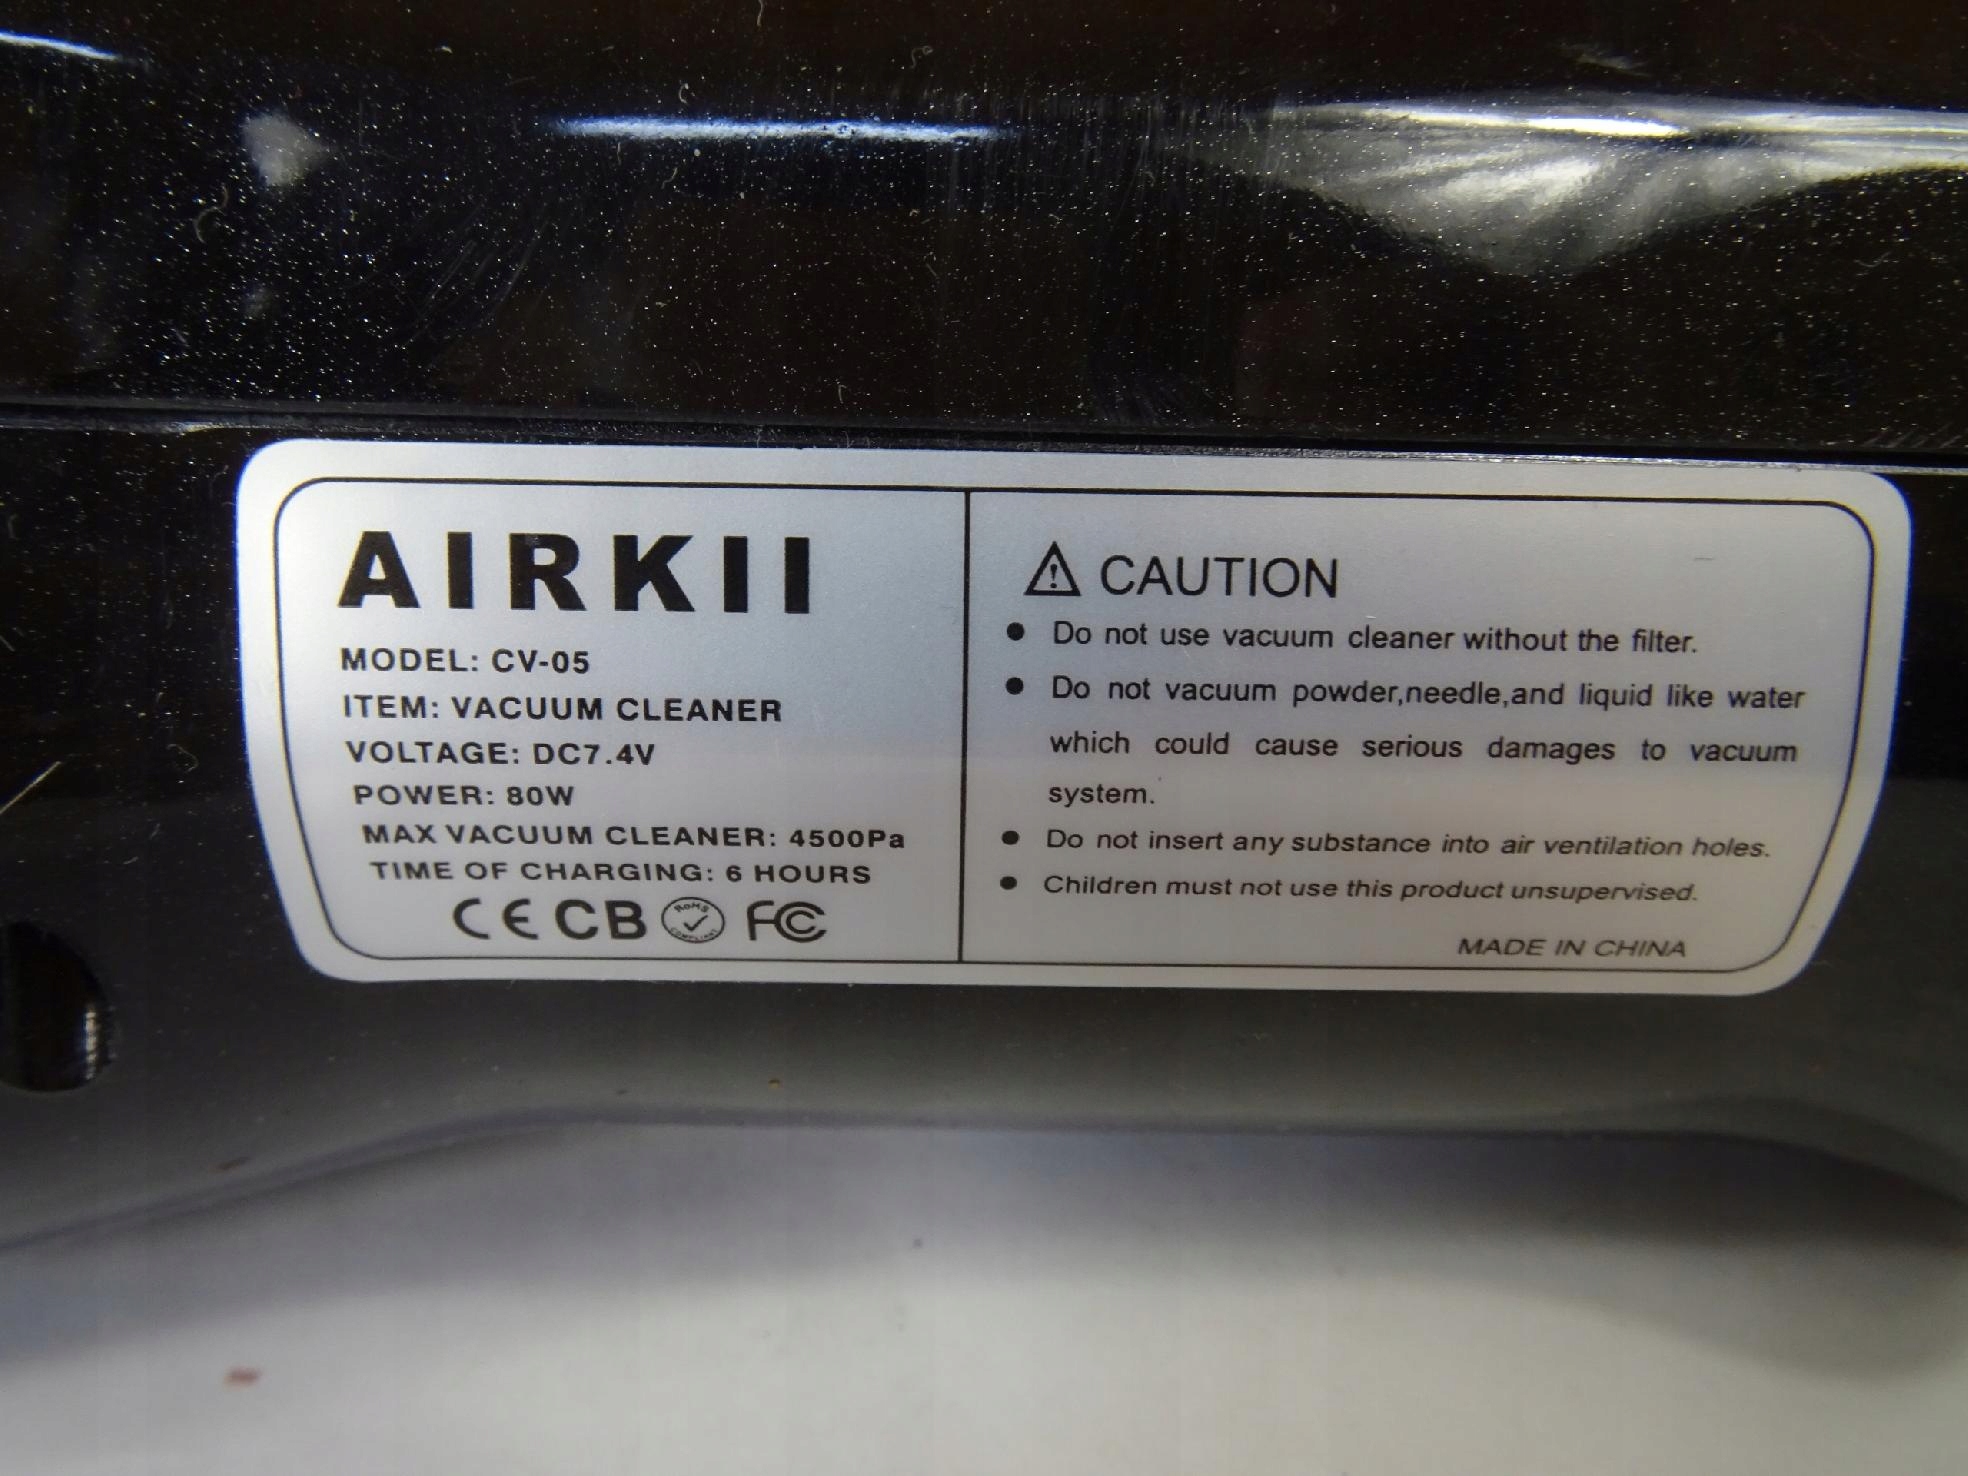 AIRKII
MODEL: CV-05
ITEM: VACUUM CLEANER
VOLTAGE: DC7.4V
POWER: 80W
MAX VACUUM CLEANER: 4500Pa
TIME OF CHARGING: 6 HOURS
CE CB RoHS COMPLIANT FC
CAUTION
● Do not use vacuum cleaner without the filter.
● Do not vacuum powder,needle,and liquid like water
which could cause serious damages to vacuum
system.
● Do not insert any substance into air ventilation holes.
● Children must not use this product unsupervised.
MADE IN CHINA